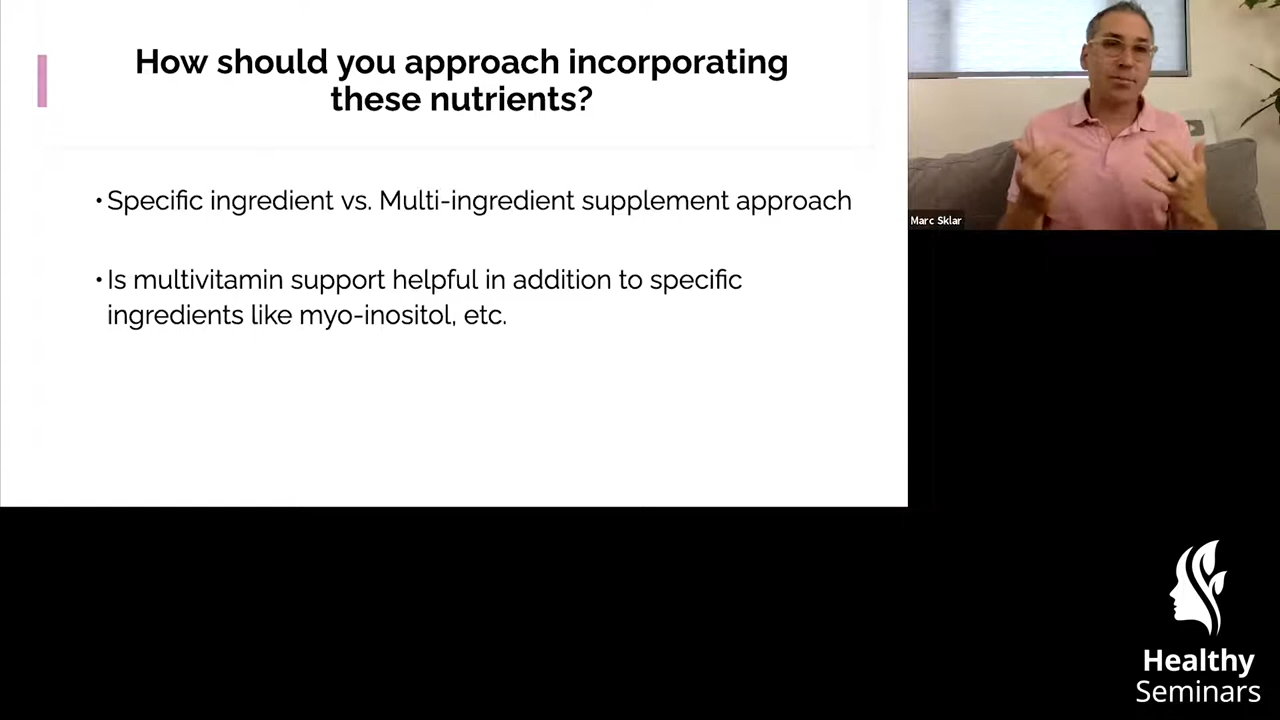 How should you approach incorporating
these nutrients?
• Specific ingredient vs. Multi-ingredient supplement approach
• Is multivitamin support helpful in addition to specific
ingredients like myo-inositol, etc.
Marc Sklar
Healthy
Seminars